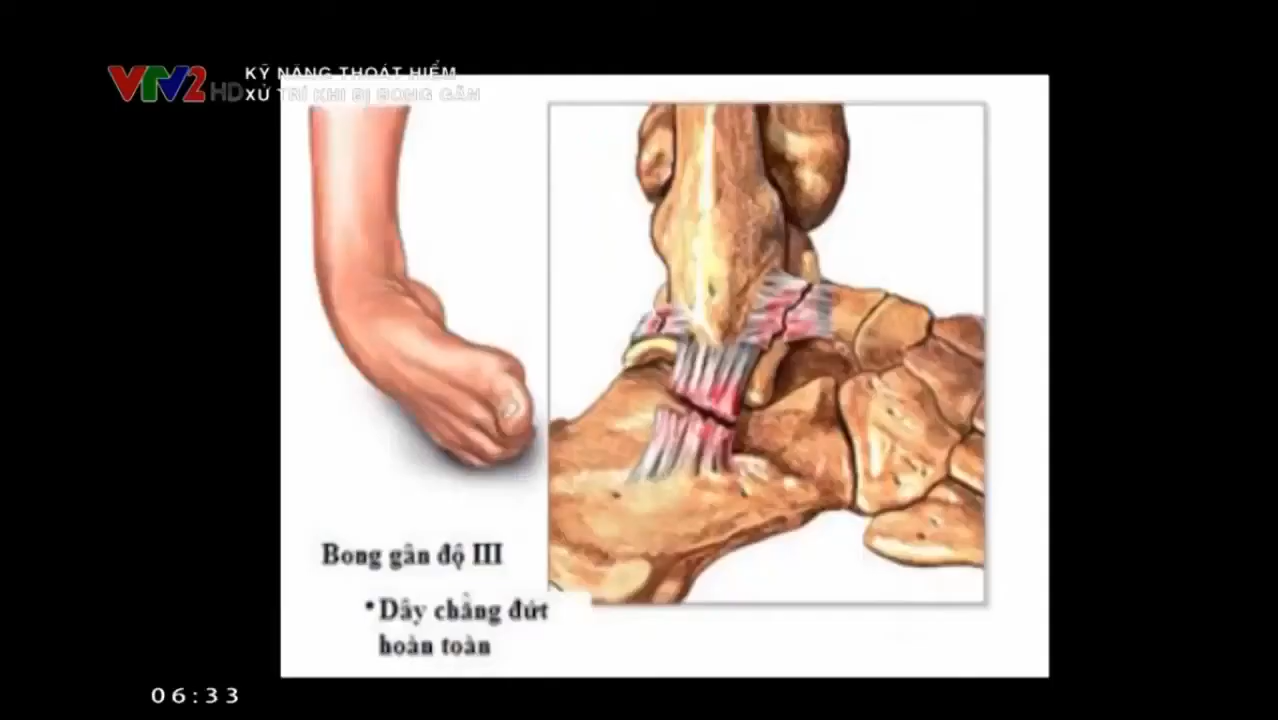 VTV2 HD
KỸ NĂNG THOÁT HIỂM
XỬ TRÍ KHI BỊ BONG GÂN
Bong gân độ III
•Dây chằng đứt
hoàn toàn
06:33